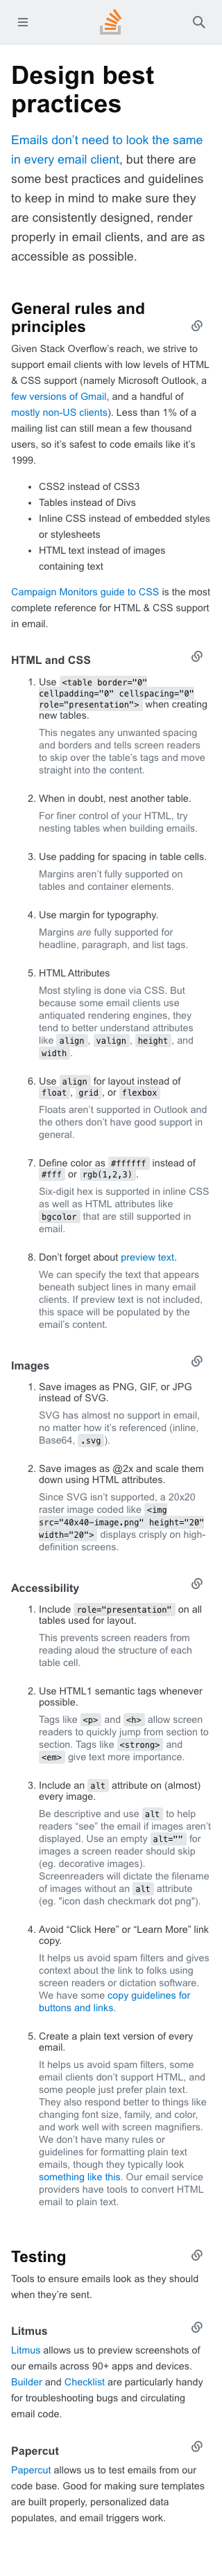 Design best
practices
Emails don’t need to look the same
in every email client, but there are
some best practices and guidelines
to keep in mind to make sure they
are consistently designed, render
properly in email clients, and are as
accessible as possible.
General rules and
principles
Given Stack Overflow’s reach, we strive to
support email clients with low levels of HTML
& CSS support (namely Microsoft Outlook, a
few versions of Gmail, and a handful of
mostly non-US clients). Less than 1% of a
mailing list can still mean a few thousand
users, so it’s safest to code emails like it’s
1999.
• CSS2 instead of CSS3
• Tables instead of Divs
• Inline CSS instead of embedded styles
or stylesheets
• HTML text instead of images
containing text
Campaign Monitors guide to CSS is the most
complete reference for HTML & CSS support
in email.
HTML and CSS
1. Use <table border="0"
cellpadding="0" cellspacing="0"
role="presentation"> when creating
new tables.
This negates any unwanted spacing
and borders and tells screen readers
to skip over the table’s tags and move
straight into the content.
2. When in doubt, nest another table.
For finer control of your HTML, try
nesting tables when building emails.
3. Use padding for spacing in table cells.
Margins aren’t fully supported on
tables and container elements.
4. Use margin for typography.
Margins are fully supported for
headline, paragraph, and list tags.
5. HTML Attributes
Most styling is done via CSS. But
because some email clients use
antiquated rendering engines, they
tend to better understand attributes
like align, valign, height, and
width.
6. Use align for layout instead of
float, grid, or flexbox
Floats aren’t supported in Outlook and
the others don’t have good support in
general.
7. Define color as #ffffff instead of
#fff or rgb(1,2,3).
Six-digit hex is supported in inline CSS
as well as HTML attributes like
bgcolor that are still supported in
email.
8. Don’t forget about preview text.
We can specify the text that appears
beneath subject lines in many email
clients. If preview text is not included,
this space will be populated by the
email’s content.
Images
1. Save images as PNG, GIF, or JPG
instead of SVG.
SVG has almost no support in email,
no matter how it’s referenced (inline,
Base64, .svg).
2. Save images as @2x and scale them
down using HTML attributes.
Since SVG isn’t supported, a 20x20
raster image coded like <img
src="40x40-image.png" height="20"
width="20"> displays crisply on high-
definition screens.
Accessibility
1. Include role="presentation" on all
tables used for layout.
This prevents screen readers from
reading aloud the structure of each
table cell.
2. Use HTML1 semantic tags whenever
possible.
Tags like <p> and <h> allow screen
readers to quickly jump from section to
section. Tags like <strong> and
<em> give text more importance.
3. Include an alt attribute on (almost)
every image.
Be descriptive and use alt to help
readers “see” the email if images aren’t
displayed. Use an empty alt="" for
images a screen reader should skip
(eg. decorative images).
Screenreaders will dictate the filename
of images without an alt attribute
(eg. "icon dash checkmark dot png").
4. Avoid “Click Here” or “Learn More” link
copy.
It helps us avoid spam filters and gives
context about the link to folks using
screen readers or dictation software.
We have some copy guidelines for
buttons and links.
5. Create a plain text version of every
email.
It helps us avoid spam filters, some
email clients don’t support HTML, and
some people just prefer plain text.
They also respond better to things like
changing font size, family, and color,
and work well with screen magnifiers.
We don’t have many rules or
guidelines for formatting plain text
emails, though they typically look
something like this. Our email service
providers have tools to convert HTML
email to plain text.
Testing
Tools to ensure emails look as they should
when they’re sent.
Litmus
Litmus allows us to preview screenshots of
our emails across 90+ apps and devices.
Builder and Checklist are particularly handy
for troubleshooting bugs and circulating
email code.
Papercut
Papercut allows us to test emails from our
code base. Good for making sure templates
are built properly, personalized data
populates, and email triggers work.